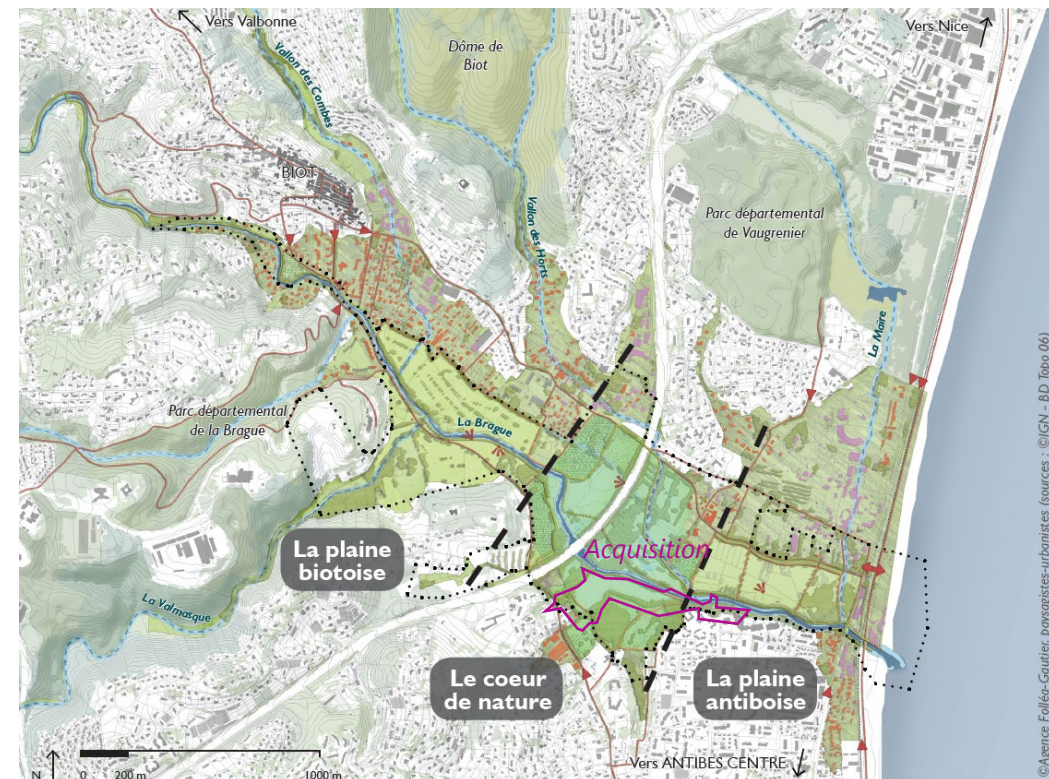 Vers Valbonne
Vers Nice
Dôme de
Biot
Vallon des Combes
BIOT
Vallon des Horts
Parc départemental
de Vaugrenier
La Maïre
Parc départemental
de la Brague
La Brague
La plaine
biotoise
Acquisition
La Valmasque
Le coeur
de nature
La plaine
antiboise
N
0 200 m 1000 m
Vers ANTIBES CENTRE
©Agence Folléa-Gautier, paysagistes-urbanistes (sources : ©IGN - BD Topo 06)